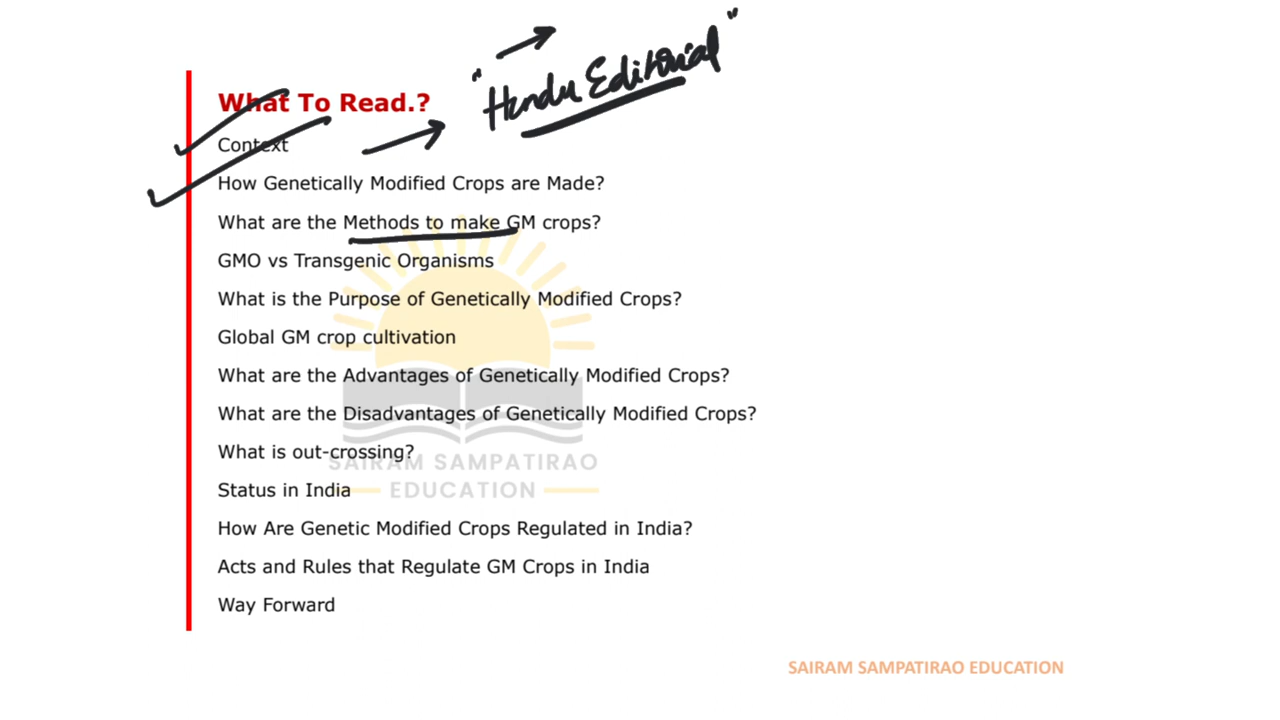 "Hindu Editorial"
What To Read.?
Context
How Genetically Modified Crops are Made?
What are the Methods to make GM crops?
GMO vs Transgenic Organisms
What is the Purpose of Genetically Modified Crops?
Global GM crop cultivation
What are the Advantages of Genetically Modified Crops?
What are the Disadvantages of Genetically Modified Crops?
What is out-crossing?
SAIRAM SAMPATIRAO
EDUCATION
Status in India
How Are Genetic Modified Crops Regulated in India?
Acts and Rules that Regulate GM Crops in India
Way Forward
SAIRAM SAMPATIRAO EDUCATION